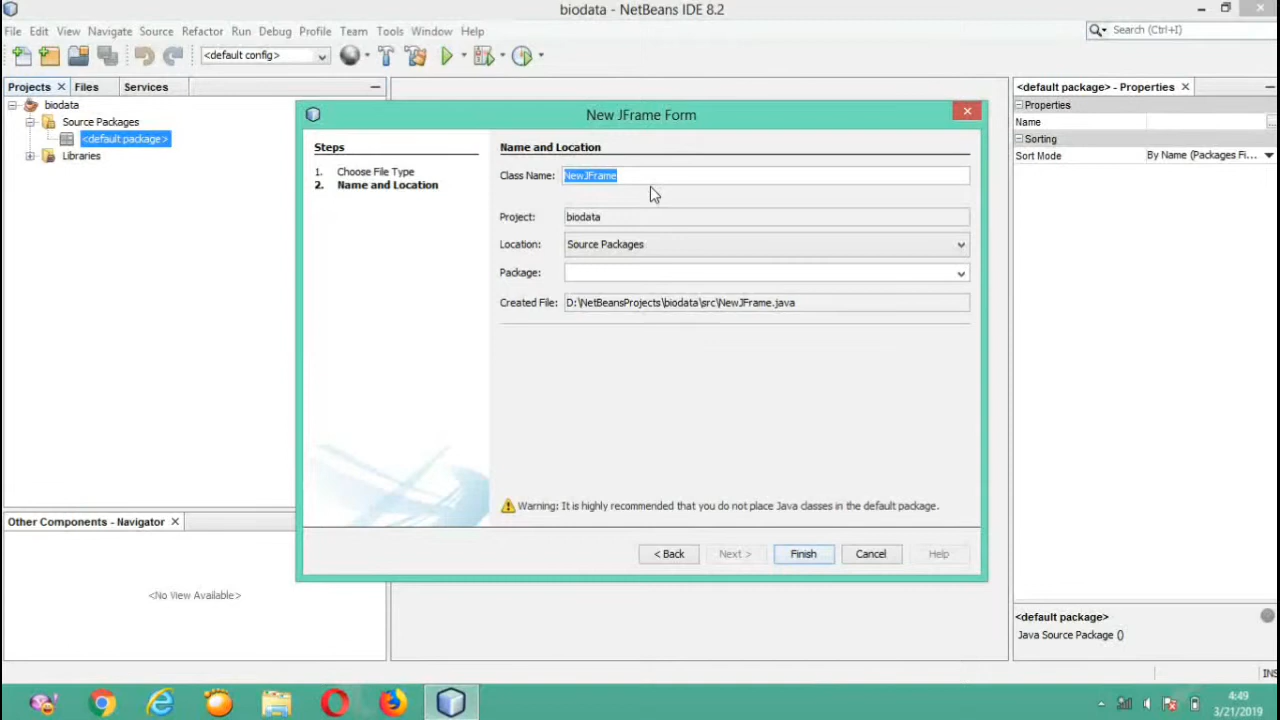 biodata - NetBeans IDE 8.2
File Edit View Navigate Source Refactor Run Debug Profile Team Tools Window Help
Search (Ctrl+I)
<default config>
Projects Files Services
<default package> - Properties
biodata
Source Packages
<default package>
Libraries
Properties
Name
Sorting
Sort Mode By Name (Packages Fi...
New JFrame Form
Steps
1. Choose File Type
2. Name and Location
Name and Location
Class Name: NewJFrame
Project: biodata
Location: Source Packages
Package:
Created File: D:\NetBeansProjects\biodata\src\NewJFrame.java
Warning: It is highly recommended that you do not place Java classes in the default package.
< Back Next > Finish Cancel Help
Other Components - Navigator
<No View Available>
<default package>
Java Source Package ()
INS
4:49
3/21/2019